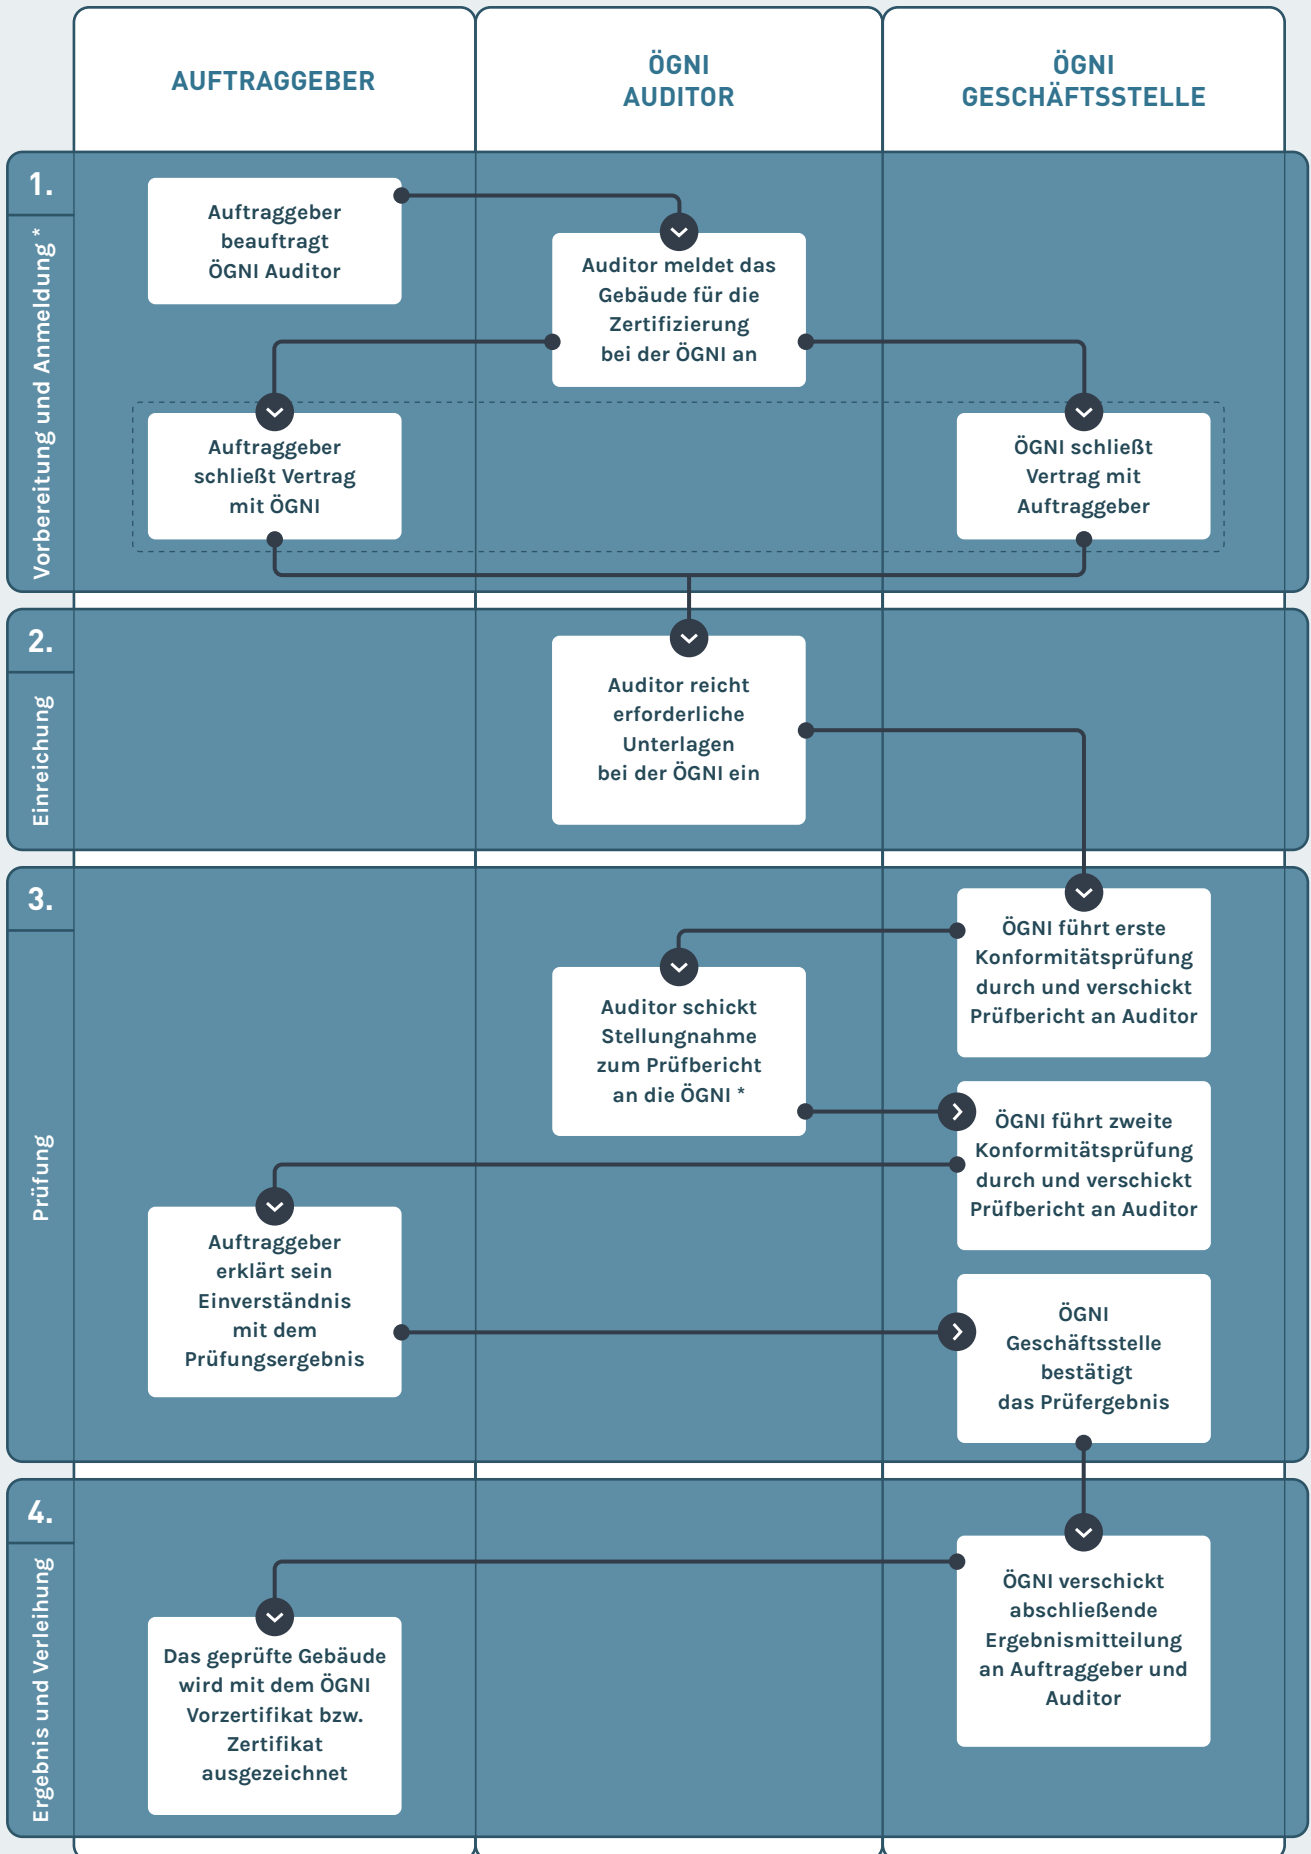 AUFTRAGGEBER
ÖGNI
AUDITOR
ÖGNI
GESCHÄFTSSTELLE
1.
Vorbereitung und Anmeldung *
Auftraggeber
beauftragt
ÖGNI Auditor
Auditor meldet das
Gebäude für die
Zertifizierung
bei der ÖGNI an
Auftraggeber
schließt Vertrag
mit ÖGNI
ÖGNI schließt
Vertrag mit
Auftraggeber
2.
Einreichung
Auditor reicht
erforderliche
Unterlagen
bei der ÖGNI ein
3.
Prüfung
ÖGNI führt erste
Konformitätsprüfung
durch und verschickt
Prüfbericht an Auditor
Auditor schickt
Stellungnahme
zum Prüfbericht
an die ÖGNI *
ÖGNI führt zweite
Konformitätsprüfung
durch und verschickt
Prüfbericht an Auditor
Auftraggeber
erklärt sein
Einverständnis
mit dem
Prüfungsergebnis
ÖGNI
Geschäftsstelle
bestätigt
das Prüfergebnis
4.
Ergebnis und Verleihung
ÖGNI verschickt
abschließende
Ergebnismitteilung
an Auftraggeber und
Auditor
Das geprüfte Gebäude
wird mit dem ÖGNI
Vorzertifikat bzw.
Zertifikat
ausgezeichnet